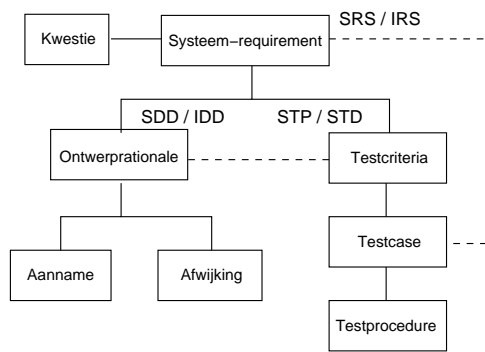 SRS / IRS
Kwestie
Systeem−requirement
SDD / IDD
STP / STD
Ontwerprationale
Testcriteria
Testcase
Aanname
Afwijking
Testprocedure